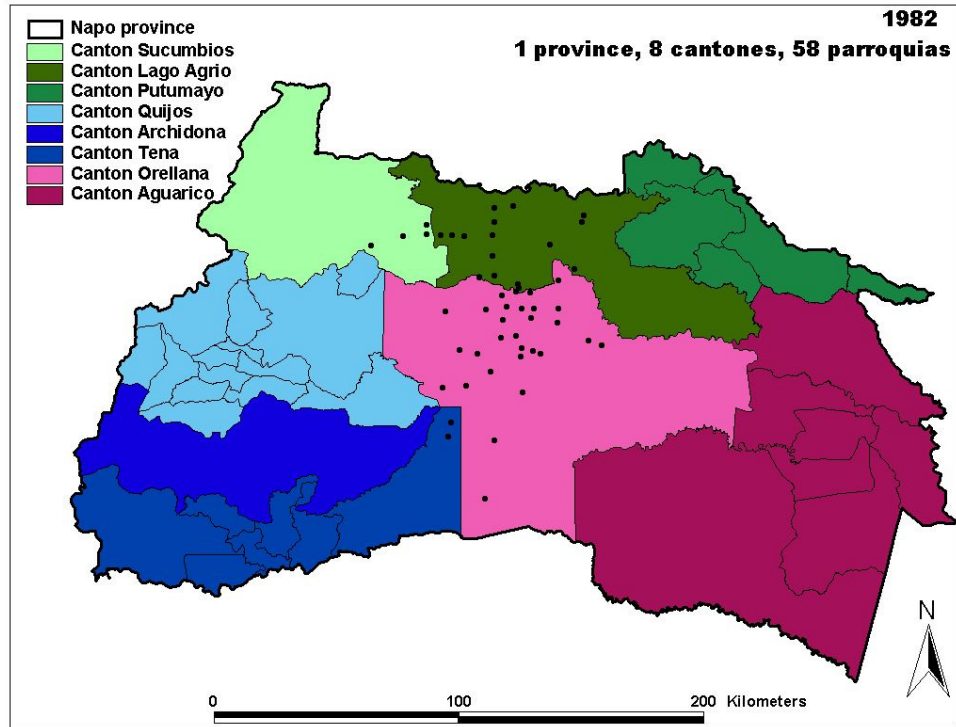 1982
1 province, 8 cantones, 58 parroquias
Napo province
Canton Sucumbios
Canton Lago Agrio
Canton Putumayo
Canton Quijos
Canton Archidona
Canton Tena
Canton Orellana
Canton Aguarico
N
0 100 200 Kilometers